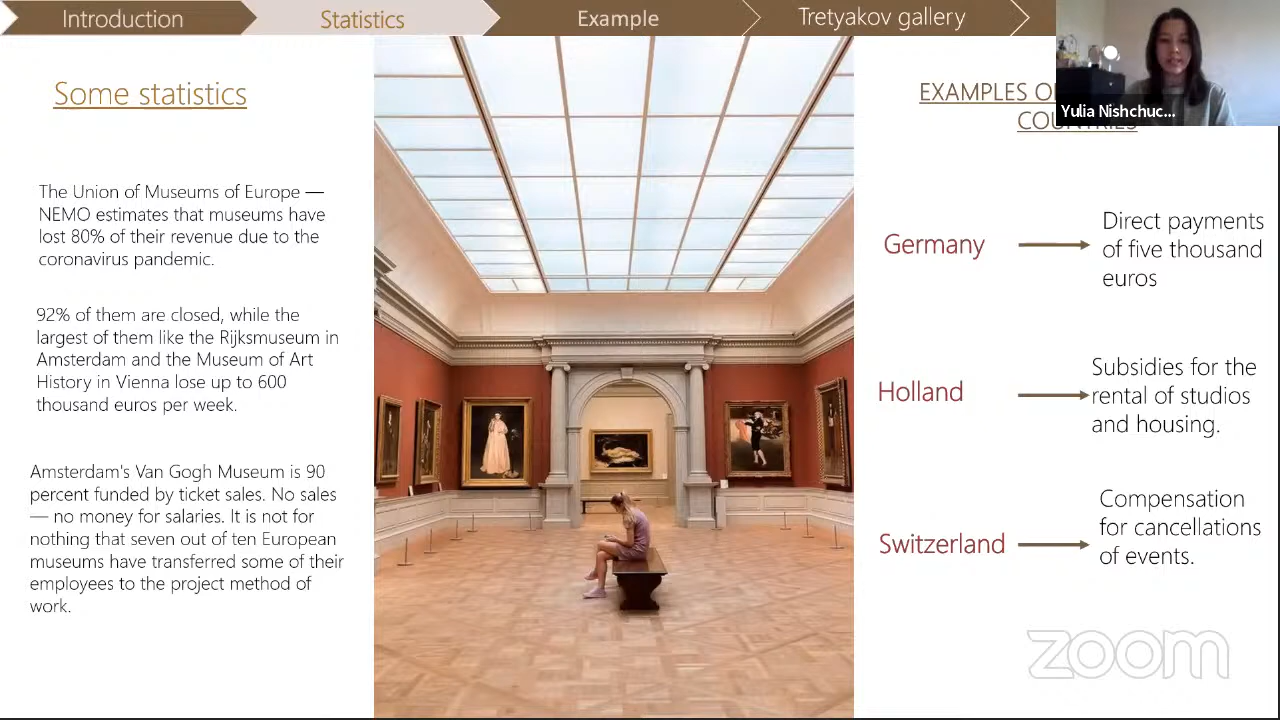 Introduction
Statistics
Example
Tretyakov gallery
Some statistics
The Union of Museums of Europe —
NEMO estimates that museums have
lost 80% of their revenue due to the
coronavirus pandemic.
92% of them are closed, while the
largest of them like the Rijksmuseum in
Amsterdam and the Museum of Art
History in Vienna lose up to 600
thousand euros per week.
Amsterdam's Van Gogh Museum is 90
percent funded by ticket sales. No sales
— no money for salaries. It is not for
nothing that seven out of ten European
museums have transferred some of their
employees to the project method of
work.
EXAMPLES
COUNTRIES
Yulia Nishchuc...
Germany
Direct payments
of five thousand
euros
Holland
Subsidies for the
rental of studios
and housing.
Switzerland
Compensation
for cancellations
of events.
zoom